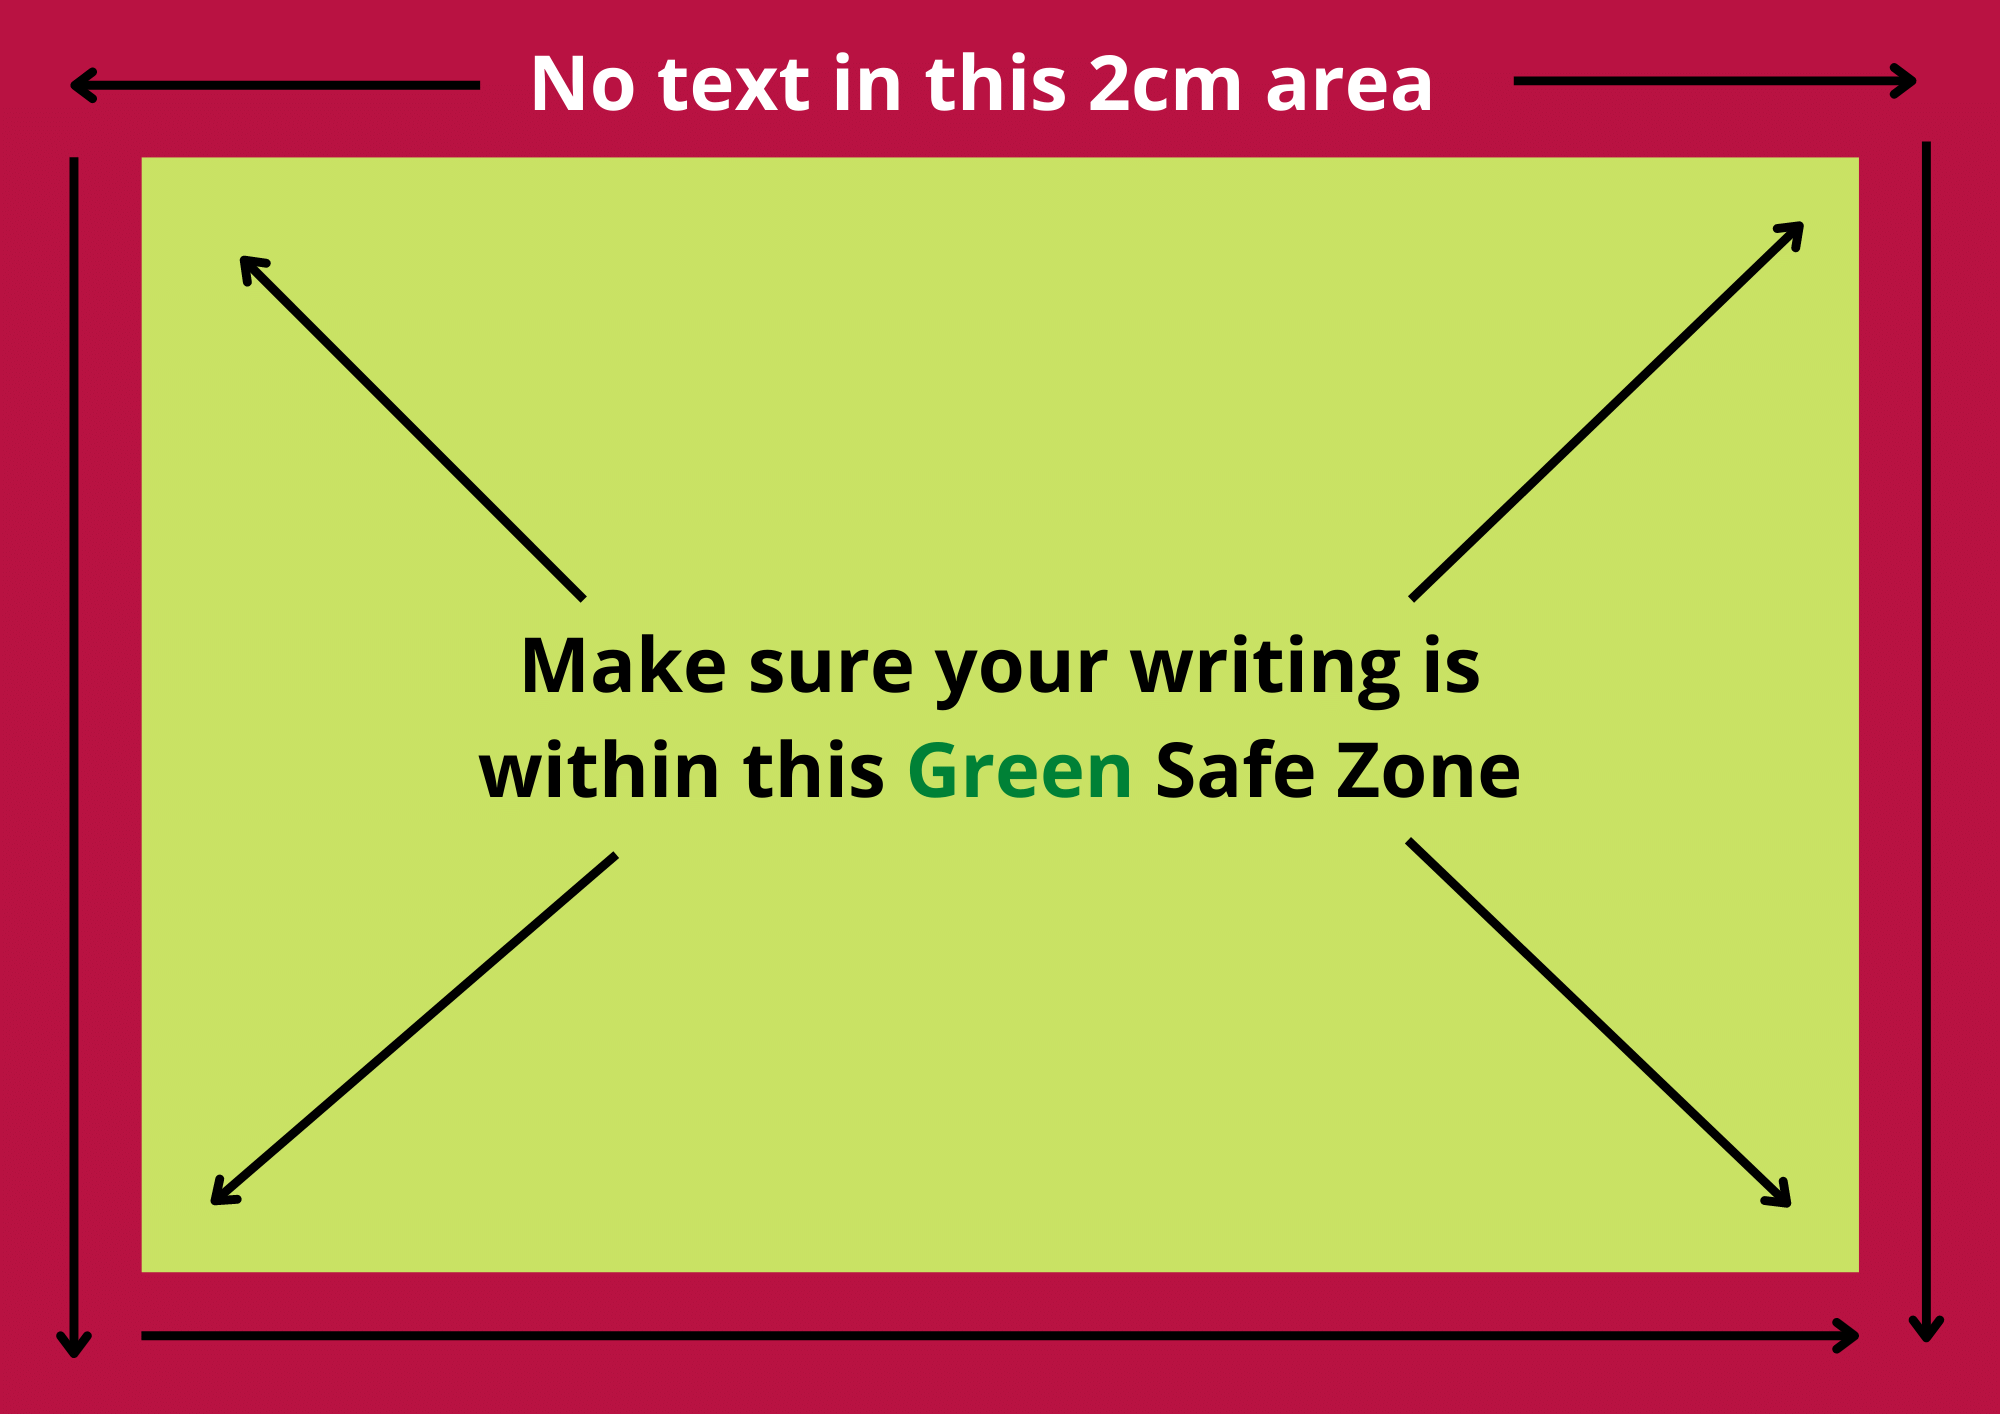 No text in this 2cm area
Make sure your writing is
within this Green Safe Zone